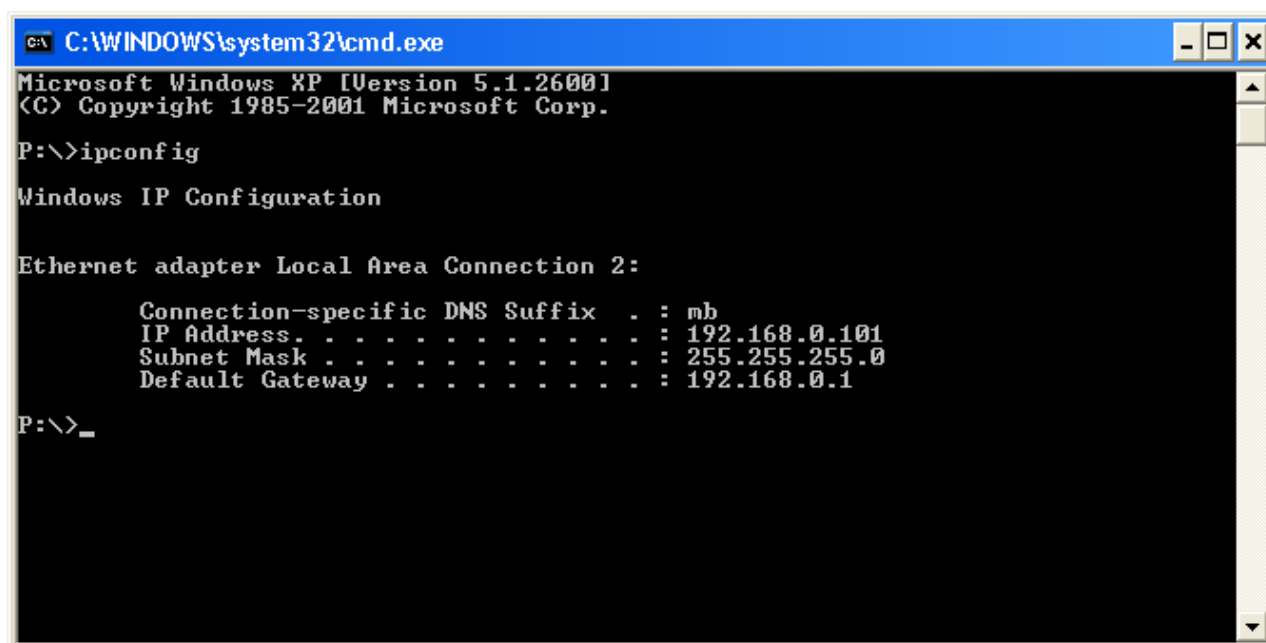 C:\WINDOWS\system32\cmd.exe
Microsoft Windows XP [Version 5.1.2600]
(C) Copyright 1985-2001 Microsoft Corp.
P:\>ipconfig
Windows IP Configuration
Ethernet adapter Local Area Connection 2:
Connection-specific DNS Suffix  . : mb
IP Address. . . . . . . . . . . . : 192.168.0.101
Subnet Mask . . . . . . . . . . . : 255.255.255.0
Default Gateway . . . . . . . . . : 192.168.0.1
P:\>_